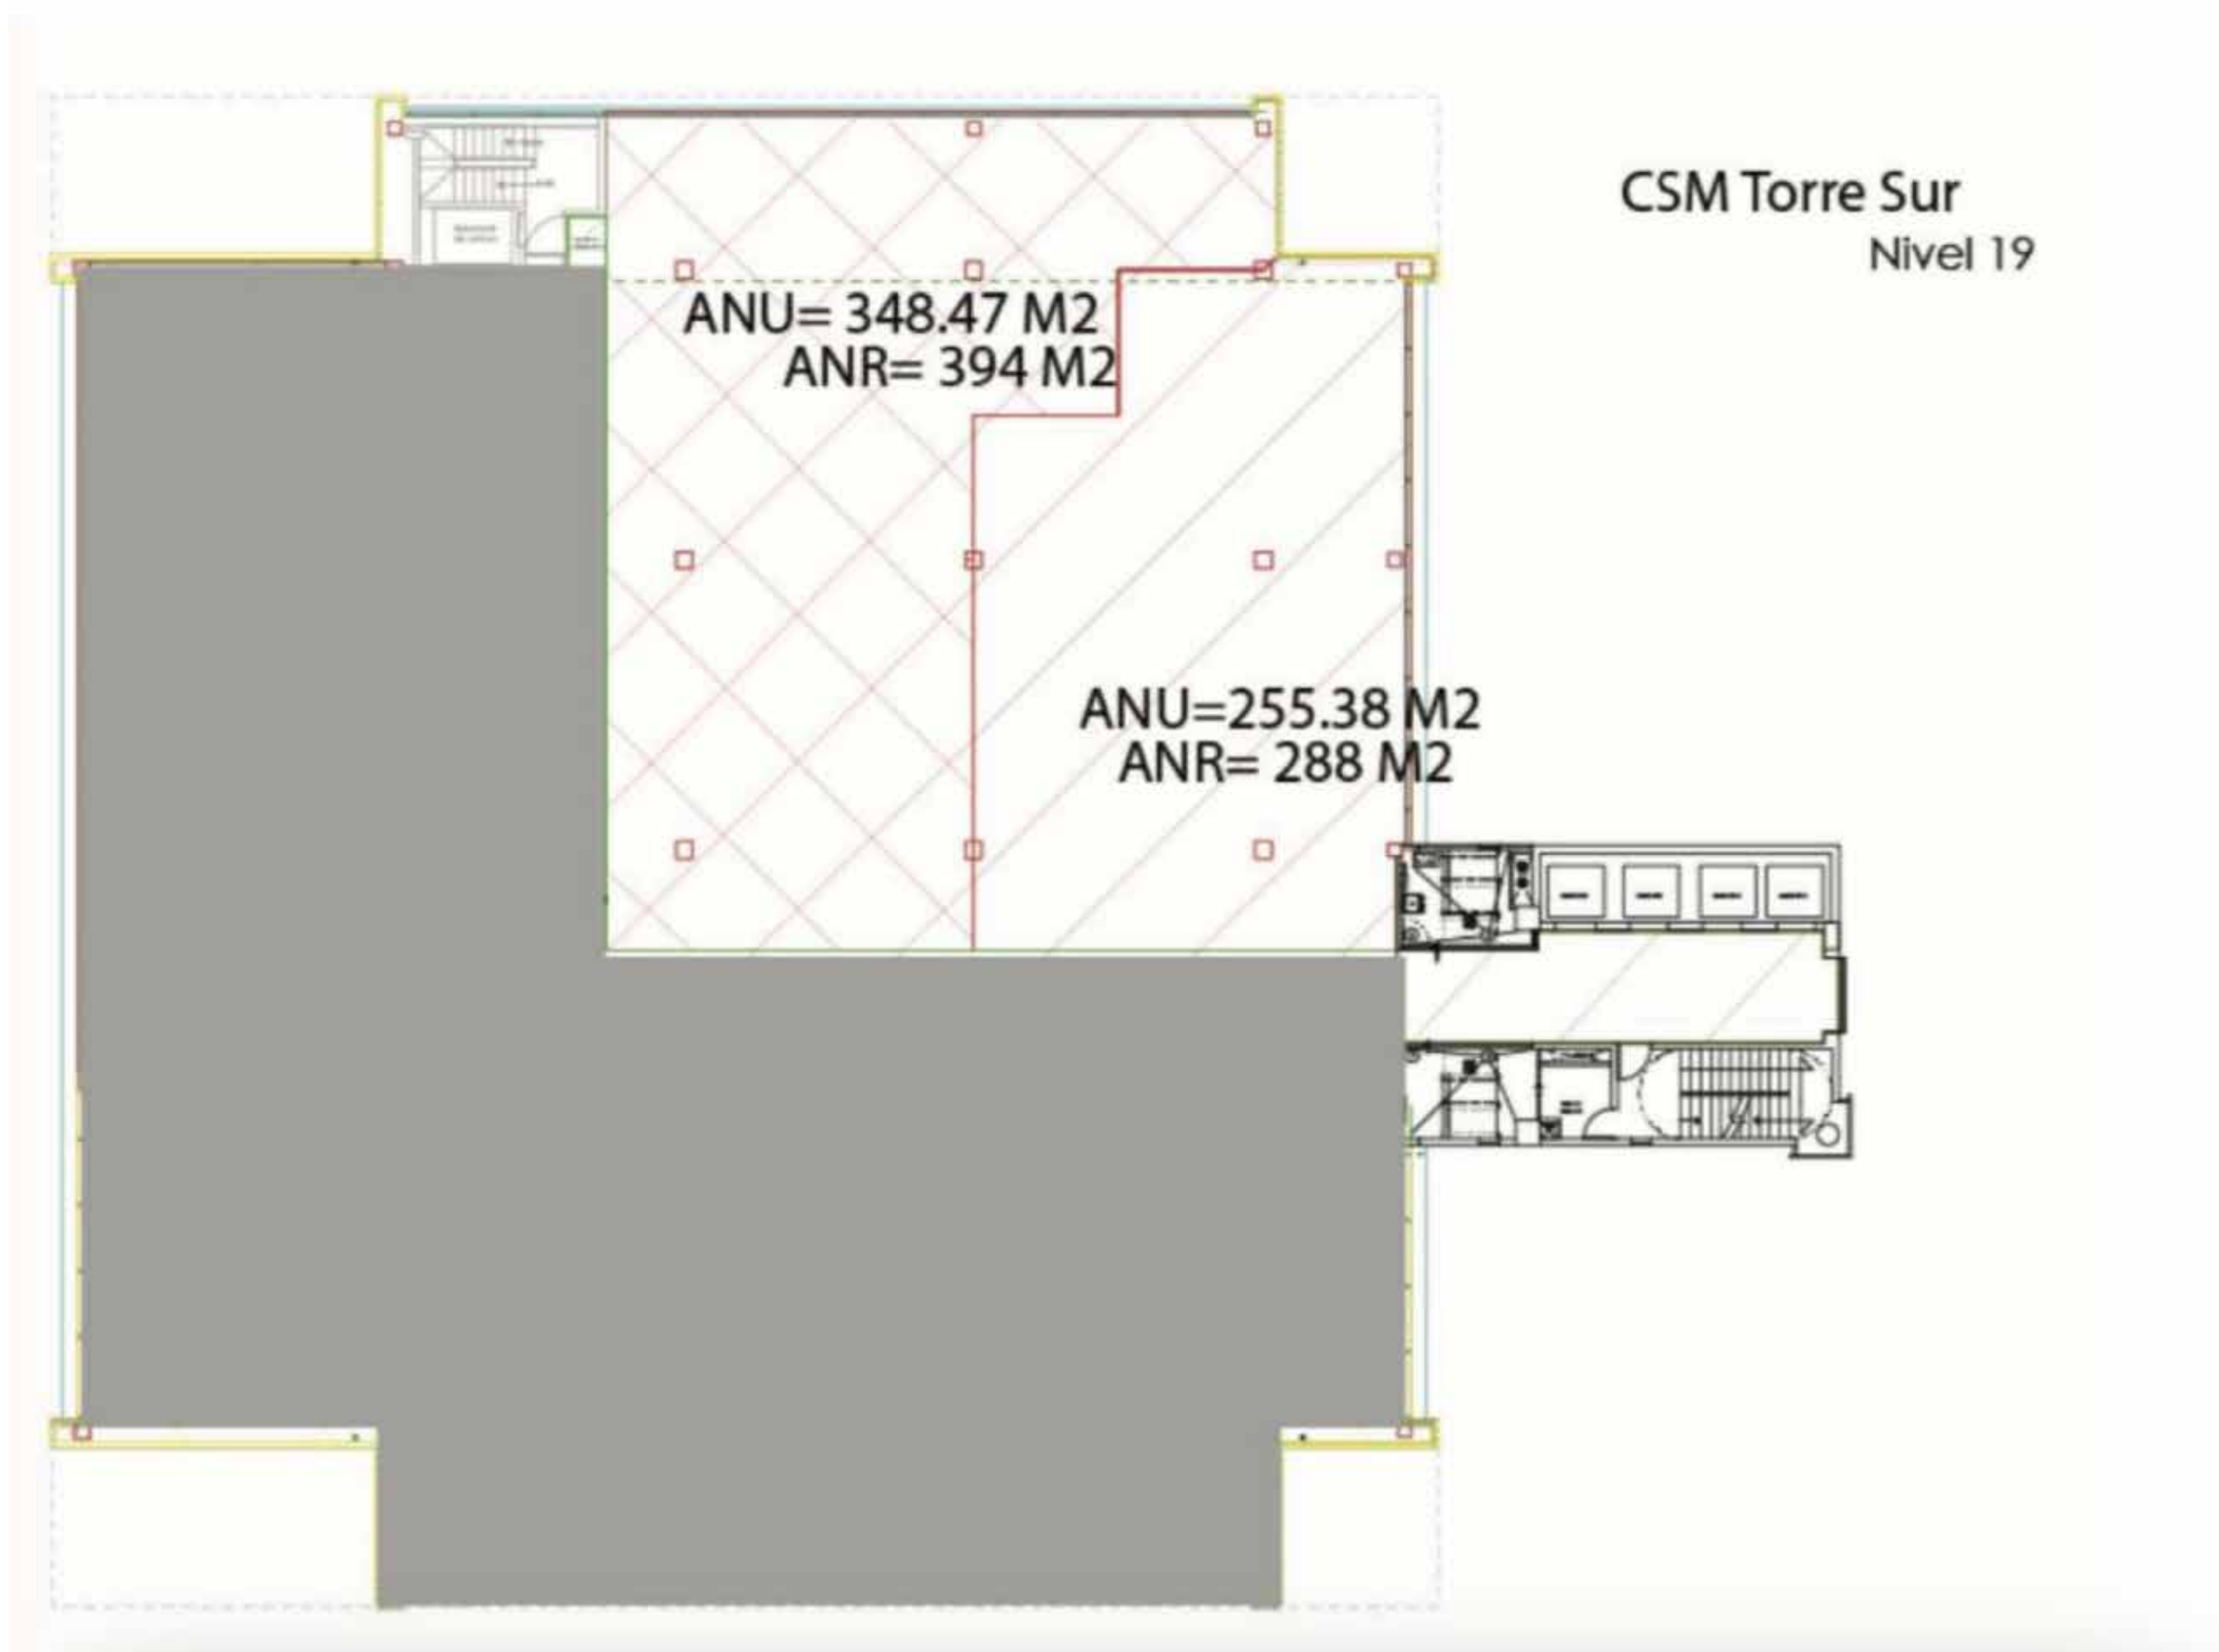 CSM Torre Sur
Nivel 19
ANU= 348.47 M2
ANR= 394 M2
ANU=255.38 M2
ANR= 288 M2